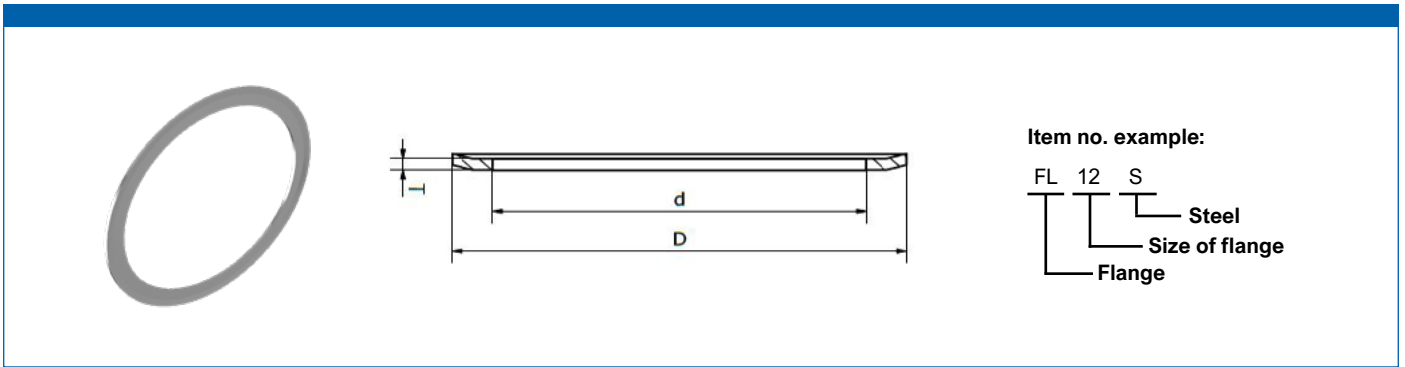 Item no. example:
FL 12 S
Steel
Size of flange
Flange
T
d
D